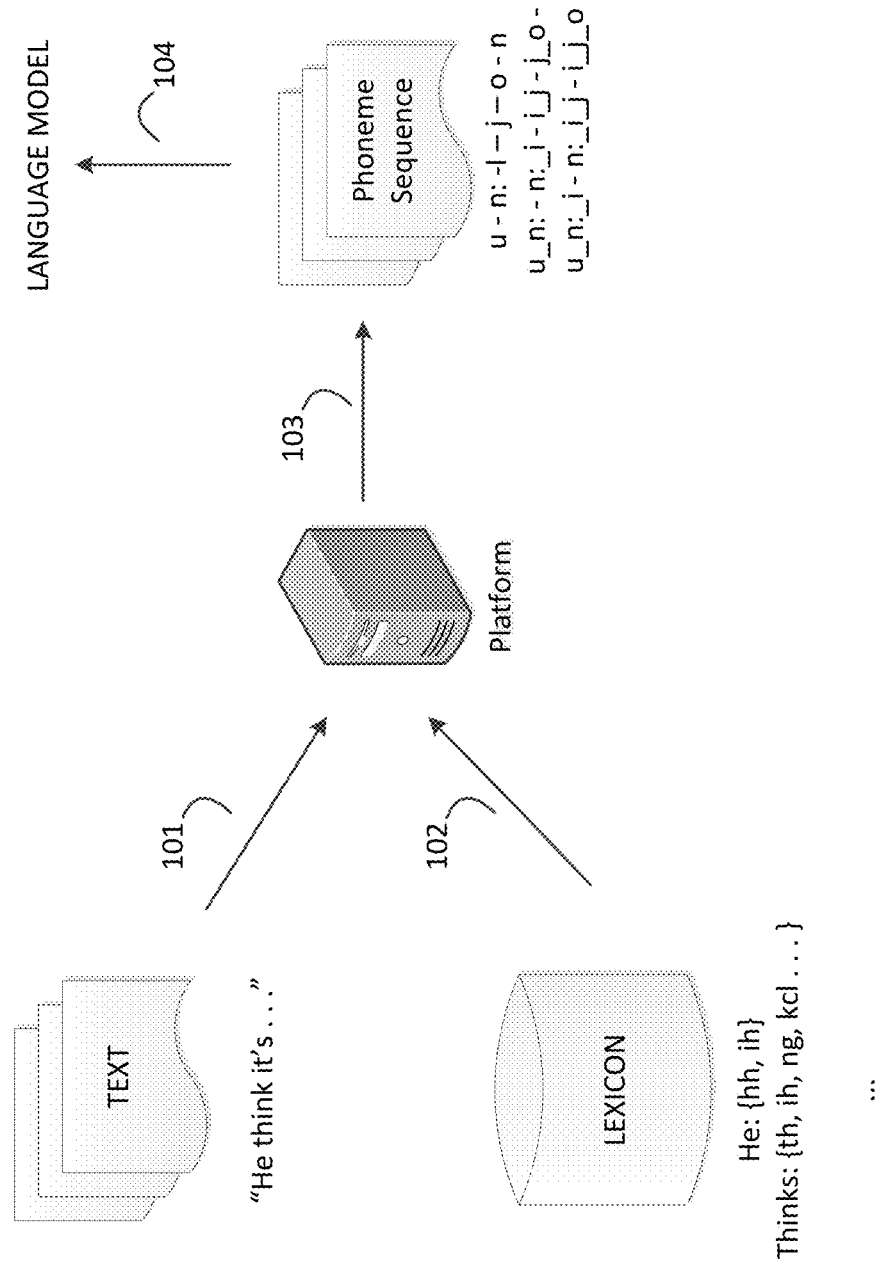 TEXT
“He think it’s . . .”
LEXICON
He: {hh, ih}
Thinks: {th, ih, ng, kcl . . . }
...
101
102
Platform
103
Phoneme
Sequence
u - n: -I – j – o - n
u_n: - n:_i - i_j - j_o -
u_n:_i - n:_i_j - i_j_o
104
LANGUAGE MODEL